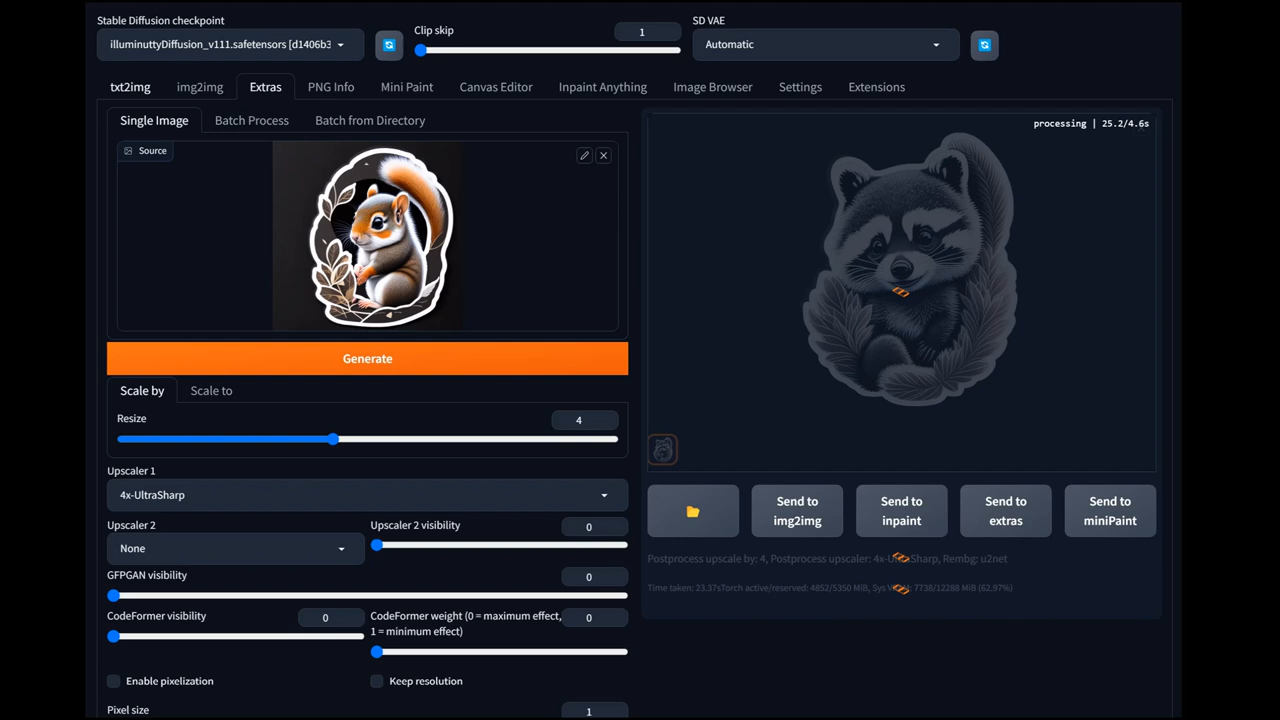 Stable Diffusion checkpoint
Clip skip
1
SD VAE
illuminuttyDiffusion_v111.safetensors [d1406b3
Automatic
txt2img
img2img
Extras
PNG Info
Mini Paint
Canvas Editor
Inpaint Anything
Image Browser
Settings
Extensions
Single Image
Batch Process
Batch from Directory
Source
processing | 25.2/4.6s
Generate
Scale by
Scale to
Resize
4
Upscaler 1
4x-UltraSharp
Upscaler 2
Upscaler 2 visibility
0
None
GFPGAN visibility
0
CodeFormer visibility
0
CodeFormer weight (0 = maximum effect,
1 = minimum effect)
0
Enable pixelization
Keep resolution
Pixel size
1
Send to
img2img
Send to
inpaint
Send to
extras
Send to
miniPaint
Postprocess upscale by: 4, Postprocess upscaler: 4x-UltraSharp, Rembg: u2net
Time taken: 23.37sTorch active/reserved: 4852/5350 MiB, Sys VRAM: 7738/12288 MiB (62.97%)